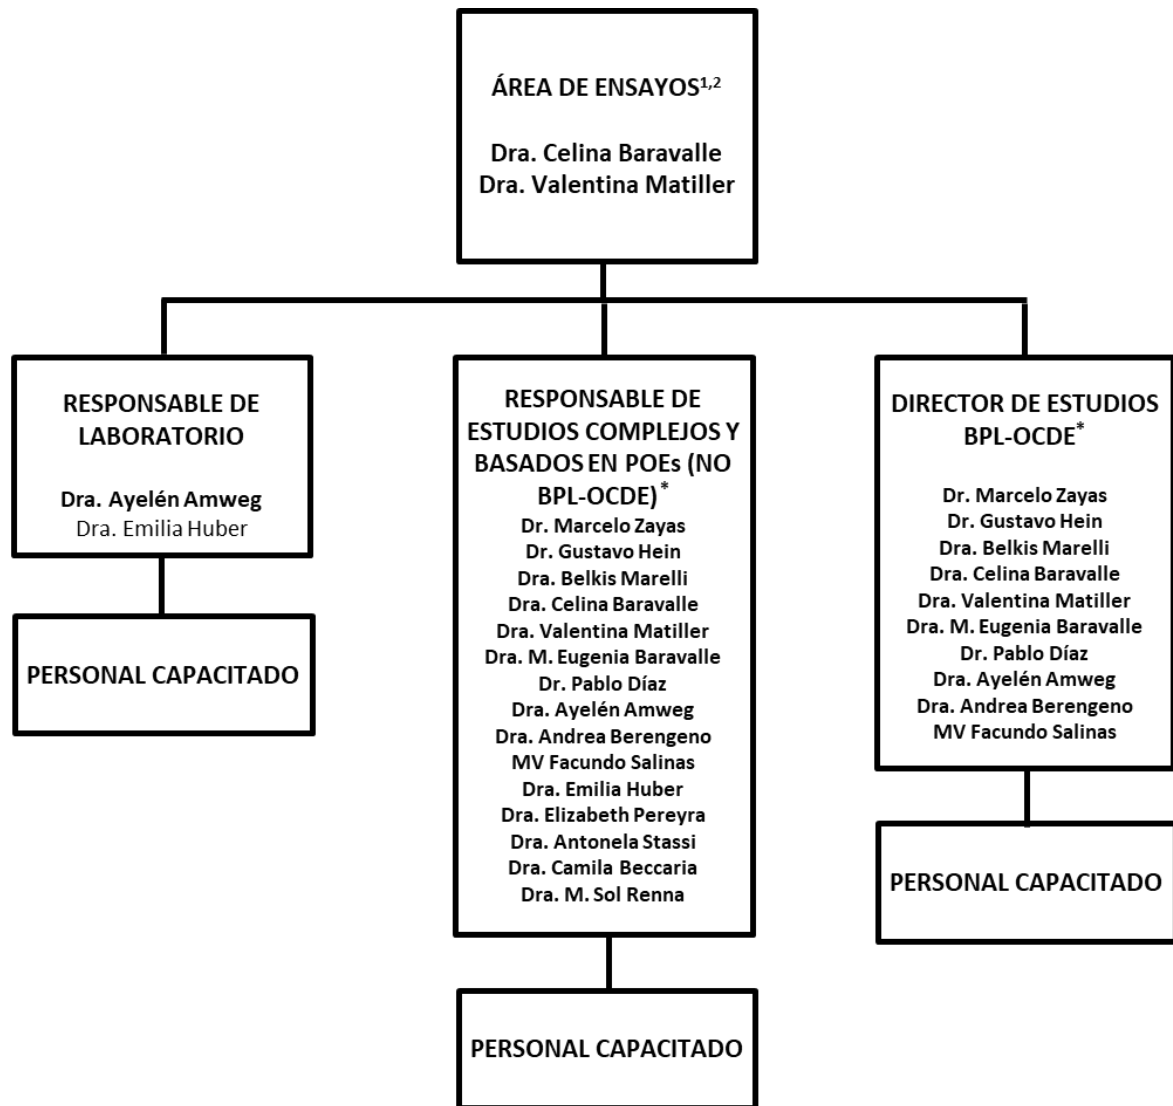 ÁREA DE ENSAYOS1,2
Dra. Celina Baravalle
Dra. Valentina Matiller
RESPONSABLE DE
LABORATORIO
Dra. Ayelén Amweg
Dra. Emilia Huber
PERSONAL CAPACITADO
RESPONSABLE DE
ESTUDIOS COMPLEJOS Y
BASADOS EN POEs (NO
BPL-OCDE)*
Dr. Marcelo Zayas
Dr. Gustavo Hein
Dra. Belkis Marelli
Dra. Celina Baravalle
Dra. Valentina Matiller
Dra. M. Eugenia Baravalle
Dr. Pablo Díaz
Dra. Ayelén Amweg
Dra. Andrea Berengeno
MV Facundo Salinas
Dra. Emilia Huber
Dra. Elizabeth Pereyra
Dra. Antonela Stassi
Dra. Camila Beccaria
Dra. M. Sol Renna
PERSONAL CAPACITADO
DIRECTOR DE ESTUDIOS
BPL-OCDE*
Dr. Marcelo Zayas
Dr. Gustavo Hein
Dra. Belkis Marelli
Dra. Celina Baravalle
Dra. Valentina Matiller
Dra. M. Eugenia Baravalle
Dr. Pablo Díaz
Dra. Ayelén Amweg
Dra. Andrea Berengeno
MV Facundo Salinas
PERSONAL CAPACITADO